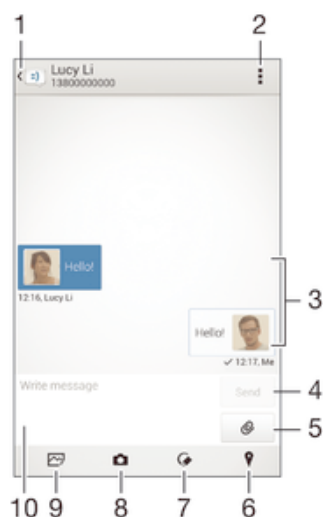 1
2
:)
Lucy Li
13800000000
Hello!
12:16, Lucy Li
3
Hello!
✓ 12:17, Me
Write message
Send
4
5
10 9 8 7 6